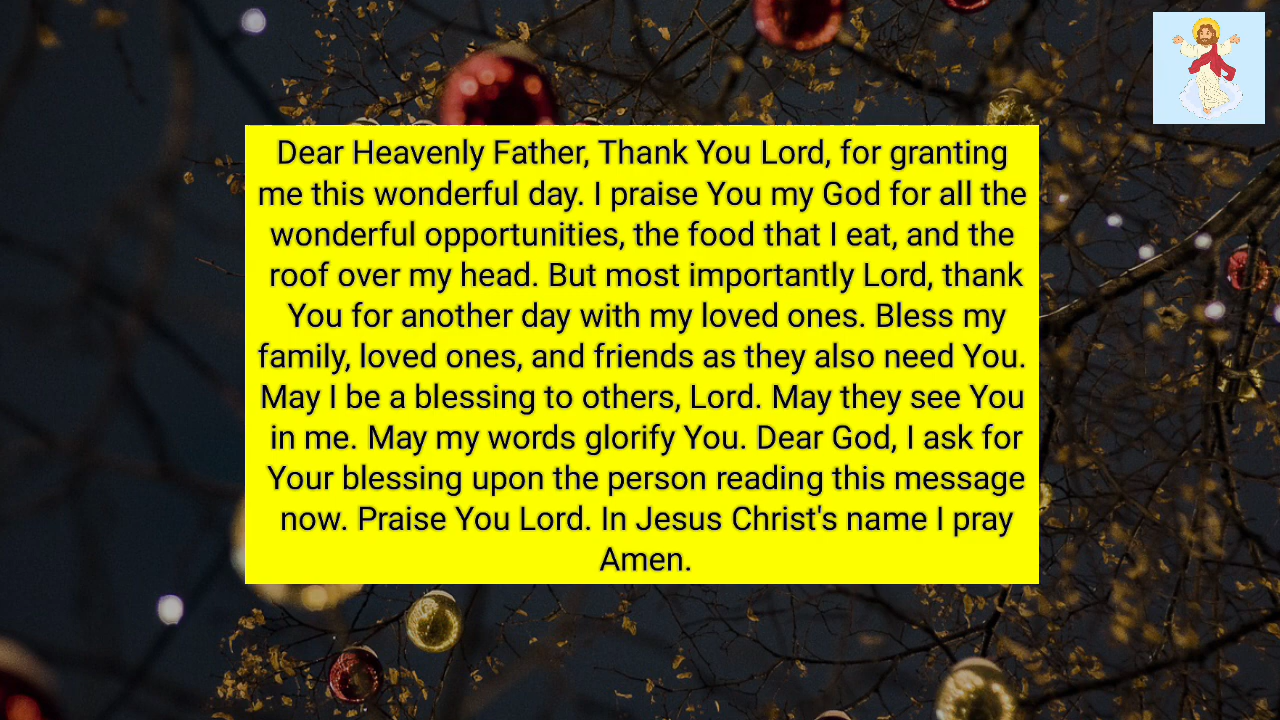 Dear Heavenly Father, Thank You Lord, for granting
me this wonderful day. I praise You my God for all the
wonderful opportunities, the food that I eat, and the
roof over my head. But most importantly Lord, thank
You for another day with my loved ones. Bless my
family, loved ones, and friends as they also need You.
May I be a blessing to others, Lord. May they see You
in me. May my words glorify You. Dear God, I ask for
Your blessing upon the person reading this message
now. Praise You Lord. In Jesus Christ's name I pray
Amen.